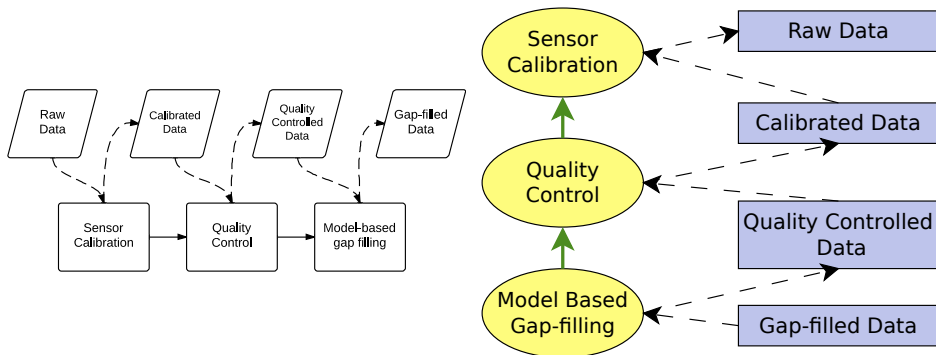 Raw
Data
Calibrated
Data
Quality
Controlled
Data
Gap-filled
Data
Sensor
Calibration
Quality
Control
Model-based
gap filling
Sensor
Calibration
Raw Data
Calibrated Data
Quality
Control
Quality Controlled
Data
Model Based
Gap-filling
Gap-filled Data